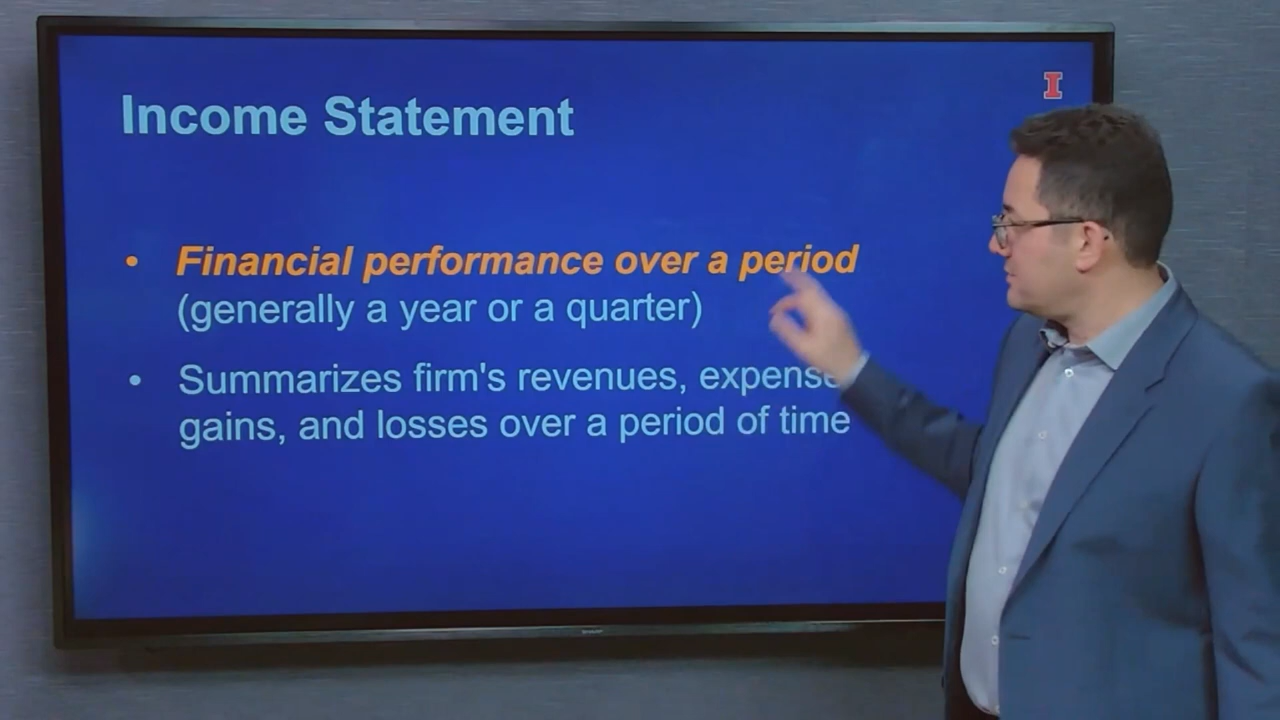 I
Income Statement
• Financial performance over a period
(generally a year or a quarter)
• Summarizes firm's revenues, expense
gains, and losses over a period of time